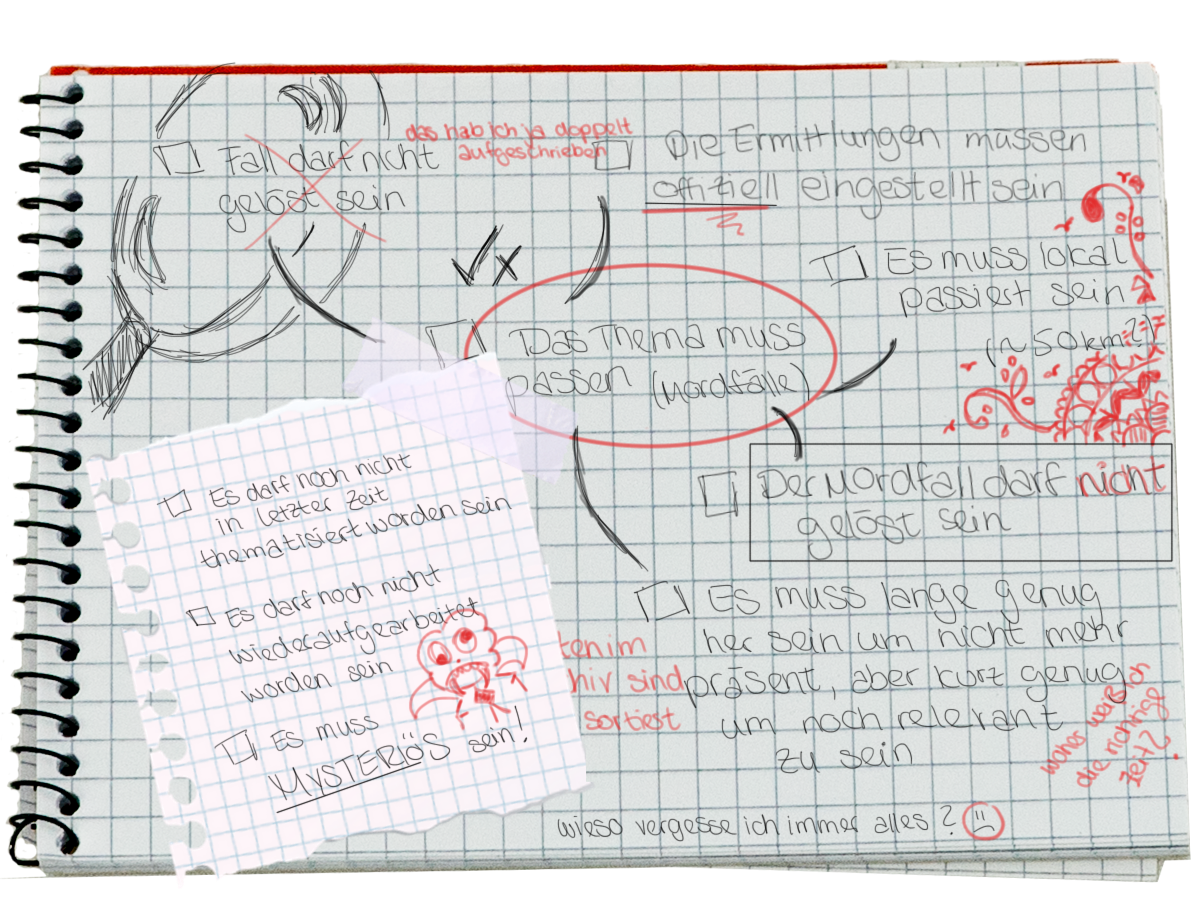 das hab ich ja doppelt
aufgeschrieben
Fall darf nicht
gelöst sein
Die Ermittlungen mussen
offiziell eingestellt sein
Es muss lokal
passiert sein
(~50km?)
Das Thema muss
passen (Mordfälle)
Der Mordfall darf nicht
gelöst sein
Es muss lange genug
her sein um nicht mehr
präsent, aber kurz genug
um noch relevant
zu sein
ten im
hiv sind
sortiert
woher weiß ich
die richtige
Zeit??
Es darf noch nicht
in letzter Zeit
thematisiert worden sein
Es darf noch nicht
wiederaufgearbeitet
worden sein
Es muss
MYSTERIÖS sein!
wieso vergesse ich immer alles?